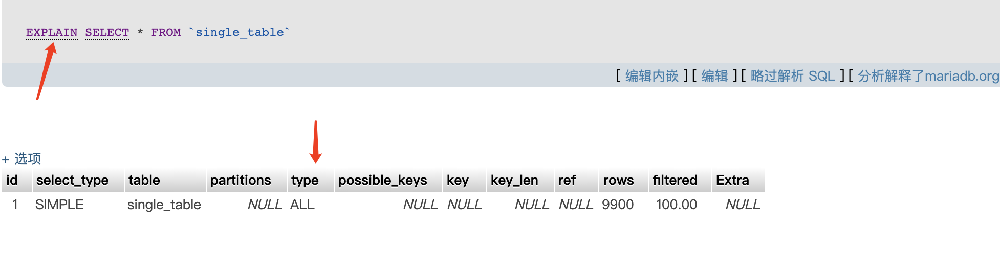 EXPLAIN SELECT * FROM `single_table`
[ 编辑内嵌 ][ 编辑 ][ 略过解析 SQL ][ 分析解释了mariadb.org
+ 选项
id select_type table partitions type possible_keys key key_len ref rows filtered Extra
1 SIMPLE single_table NULL ALL NULL NULL NULL NULL 9900 100.00 NULL